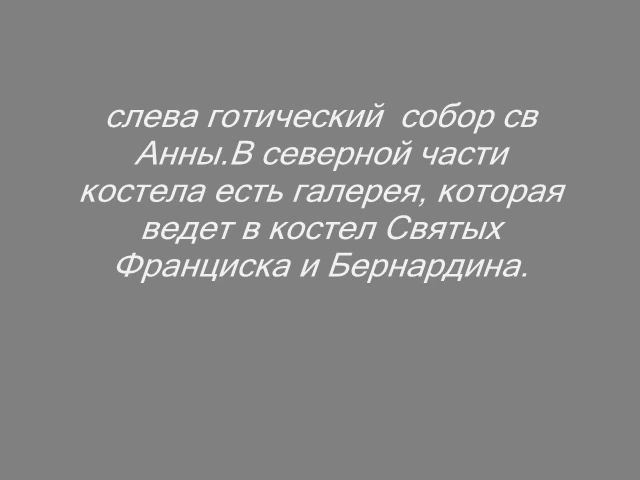 слева готический  собор св
Анны.В северной части
костела есть галерея, которая
ведет в костел Святых
Франциска и Бернардина.